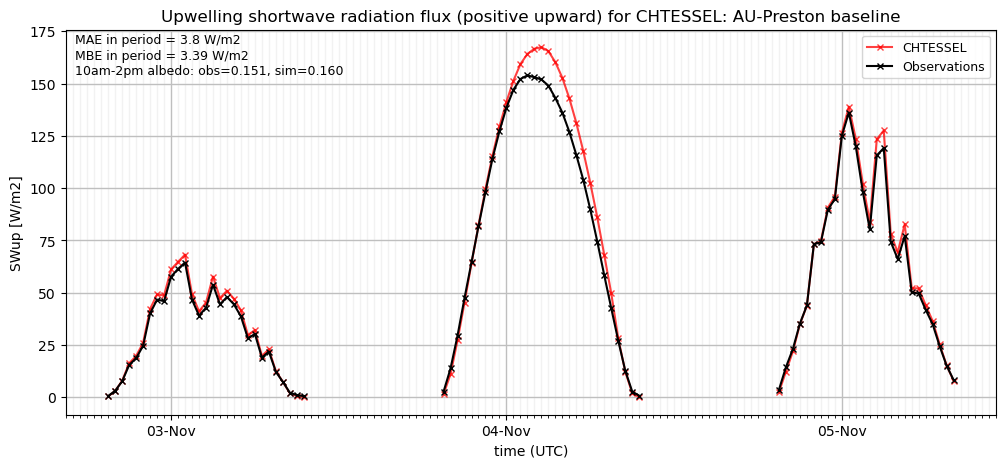 Upwelling shortwave radiation flux (positive upward) for CHTESSEL: AU-Preston baseline
MAE in period = 3.8 W/m2
MBE in period = 3.39 W/m2
10am-2pm albedo: obs=0.151, sim=0.160
CHTESSEL
Observations
175
150
125
100
75
50
25
0
SWup [W/m2]
03-Nov
04-Nov
05-Nov
time (UTC)